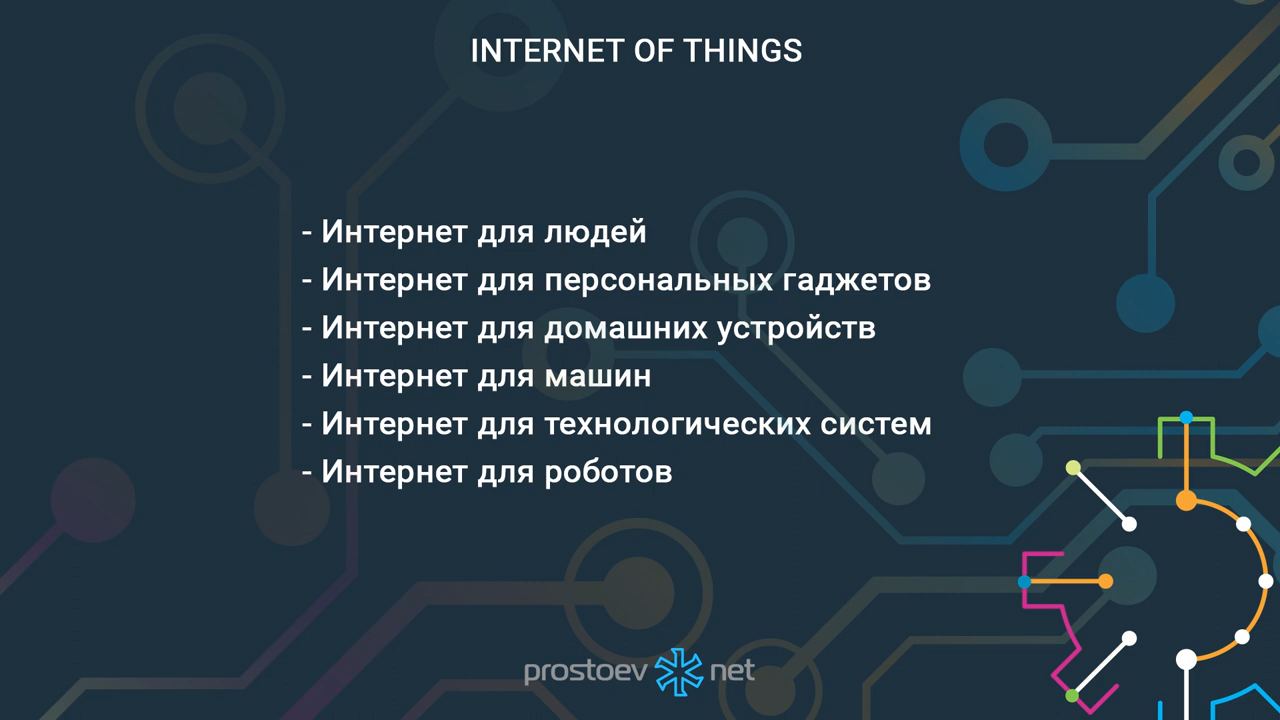 INTERNET OF THINGS
- Интернет для людей
- Интернет для персональных гаджетов
- Интернет для домашних устройств
- Интернет для машин
- Интернет для технологических систем
- Интернет для роботов
prostoev net